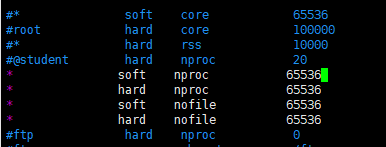 #* soft core 65536
#root hard core 100000
#* hard rss 10000
#@student hard nproc 20
* soft nproc 65536
* hard nproc 65536
* soft nofile 65536
* hard nofile 65536
#ftp hard nproc 0